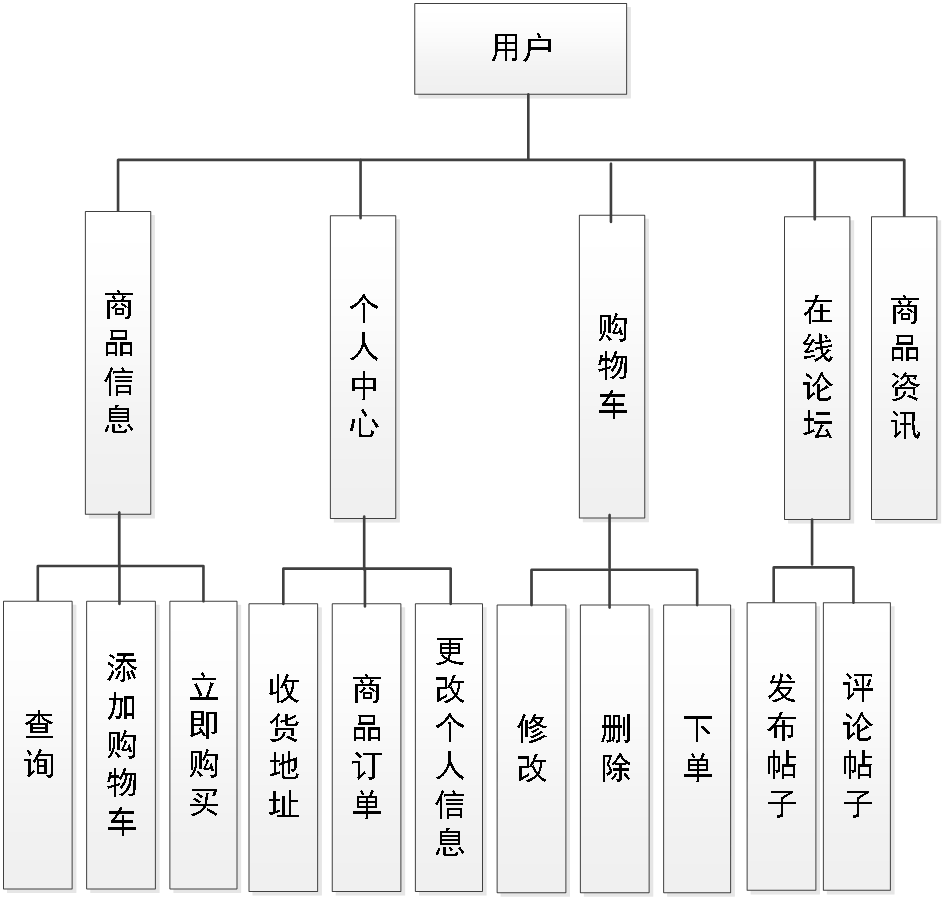 用户
商品信息
个人中心
购物车
在线论坛
商品资讯
查询
添加购物车
立即购买
收货地址
商品订单
更改个人信息
修改
删除
下单
发布帖子
评论帖子